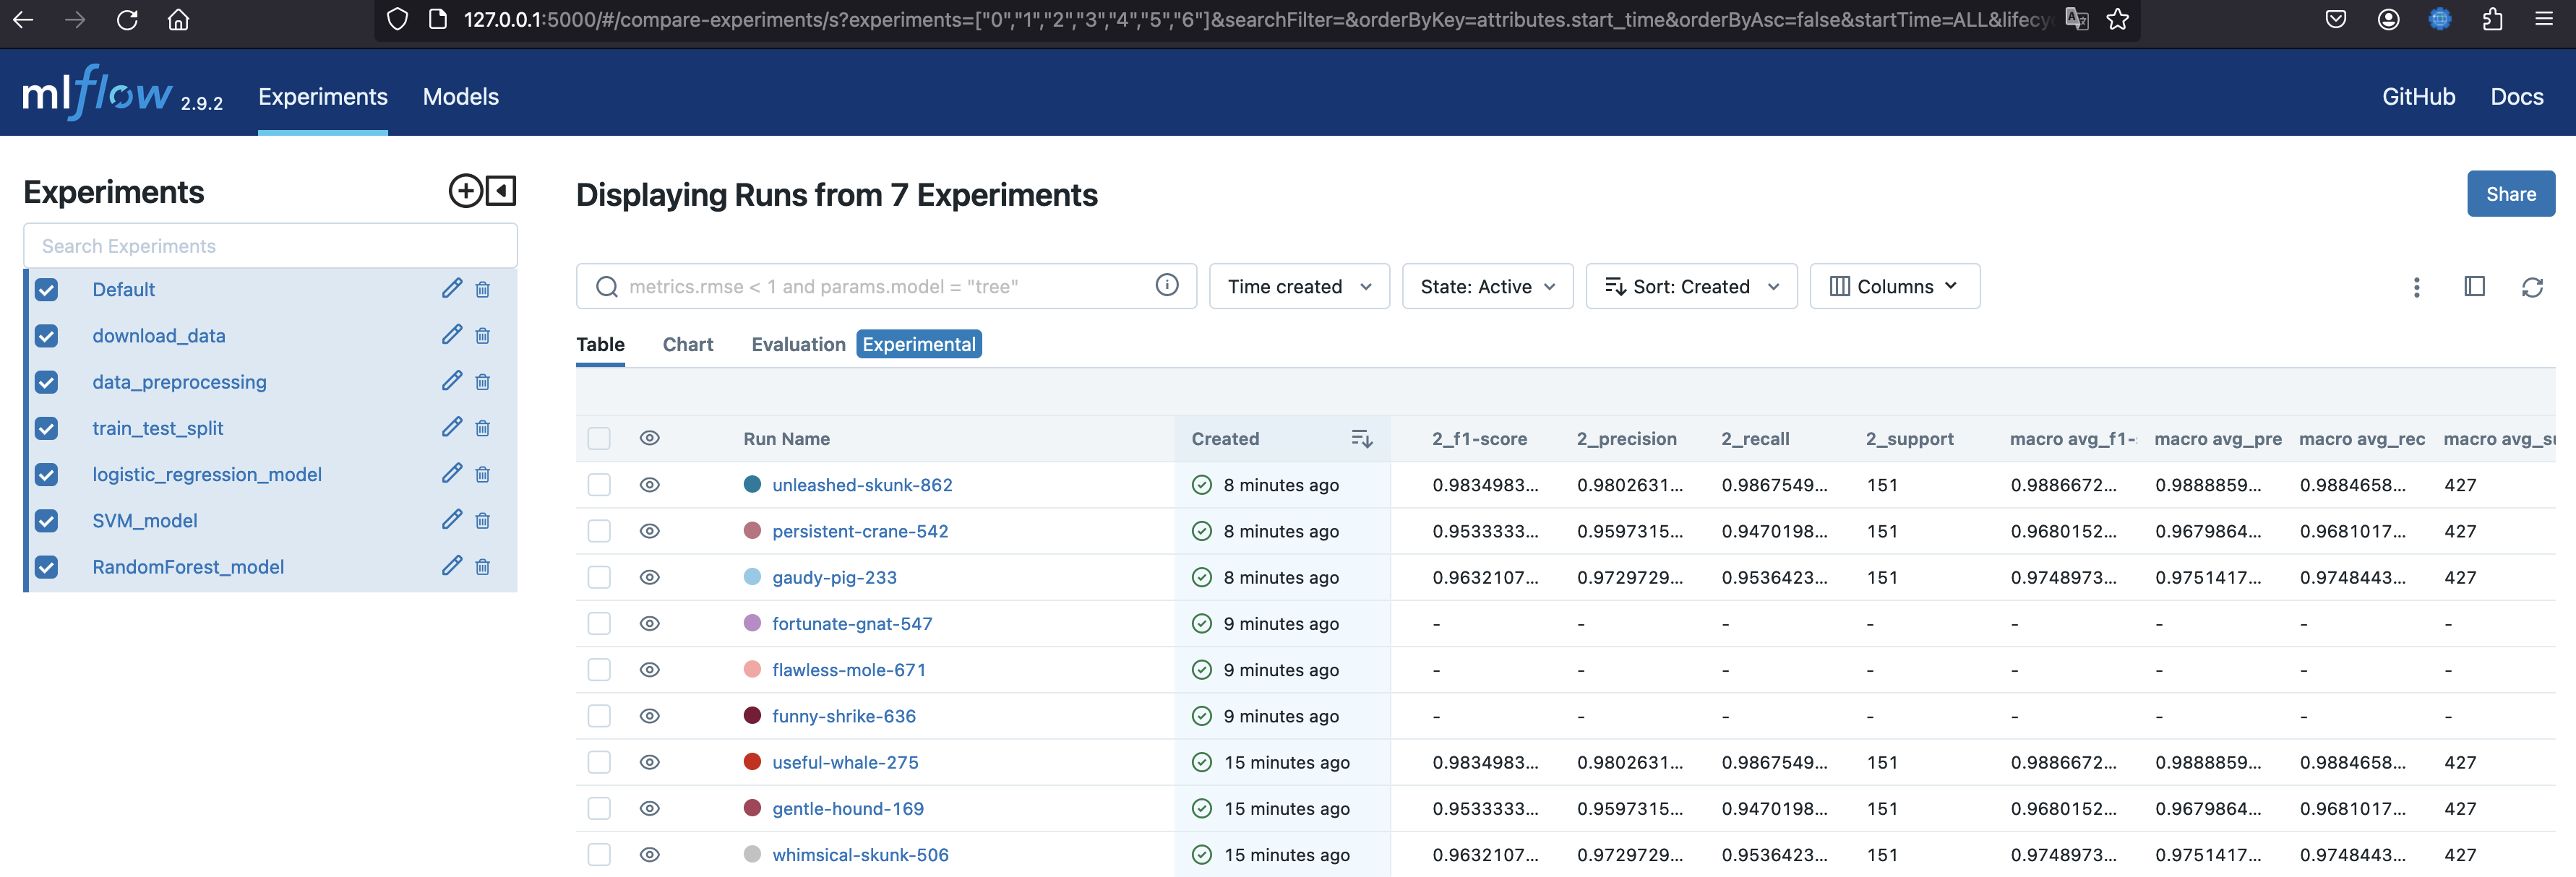 127.0.0.1:5000/#/compare-experiments/s?experiments=["0","1","2","3","4","5","6"]&searchFilter=&orderByKey=attributes.start_time&orderByAsc=false&startTime=ALL&lifecy
mlflow 2.9.2 Experiments Models GitHub Docs
Experiments
Search Experiments
Default
download_data
data_preprocessing
train_test_split
logistic_regression_model
SVM_model
RandomForest_model
Displaying Runs from 7 Experiments
Share
metrics.rmse < 1 and params.model = "tree" Time created State: Active Sort: Created Columns
Table Chart Evaluation Experimental
Run Name Created 2_f1-score 2_precision 2_recall 2_support macro avg_f1- macro avg_pre macro avg_rec macro avg_su
unleashed-skunk-862 8 minutes ago 0.9834983... 0.9802631... 0.9867549... 151 0.9886672... 0.9888859... 0.9884658... 427
persistent-crane-542 8 minutes ago 0.9533333... 0.9597315... 0.9470198... 151 0.9680152... 0.9679864... 0.9681017... 427
gaudy-pig-233 8 minutes ago 0.9632107... 0.9729729... 0.9536423... 151 0.9748973... 0.9751417... 0.9748443... 427
fortunate-gnat-547 9 minutes ago - - - - - - - -
flawless-mole-671 9 minutes ago - - - - - - - -
funny-shrike-636 9 minutes ago - - - - - - - -
useful-whale-275 15 minutes ago 0.9834983... 0.9802631... 0.9867549... 151 0.9886672... 0.9888859... 0.9884658... 427
gentle-hound-169 15 minutes ago 0.9533333... 0.9597315... 0.9470198... 151 0.9680152... 0.9679864... 0.9681017... 427
whimsical-skunk-506 15 minutes ago 0.9632107... 0.9729729... 0.9536423... 151 0.9748973... 0.9751417... 0.9748443... 427